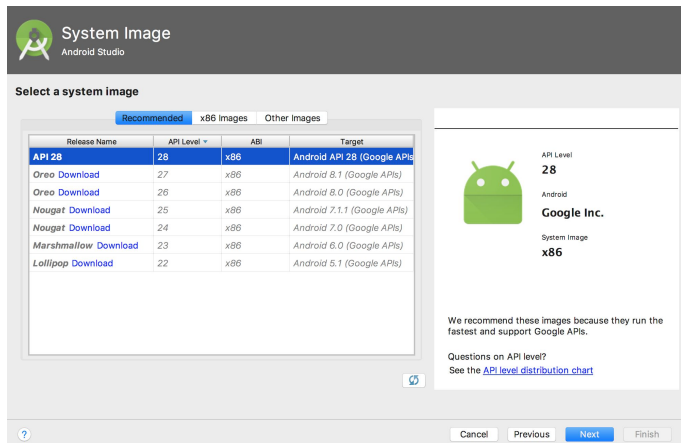 System Image
Android Studio
Select a system image
Recommended x86 Images Other Images
Release Name API Level ABI Target
API 28 28 x86 Android API 28 (Google APIs
Oreo Download 27 x86 Android 8.1 (Google APIs)
Oreo Download 26 x86 Android 8.0 (Google APIs)
Nougat Download 25 x86 Android 7.1.1 (Google APIs)
Nougat Download 24 x86 Android 7.0 (Google APIs)
Marshmallow Download 23 x86 Android 6.0 (Google APIs)
Lollipop Download 22 x86 Android 5.1 (Google APIs)
API Level
28
Android
Google Inc.
System Image
x86
We recommend these images because they run the
fastest and support Google APIs.
Questions on API level?
See the API level distribution chart
? Cancel Previous Next Finish